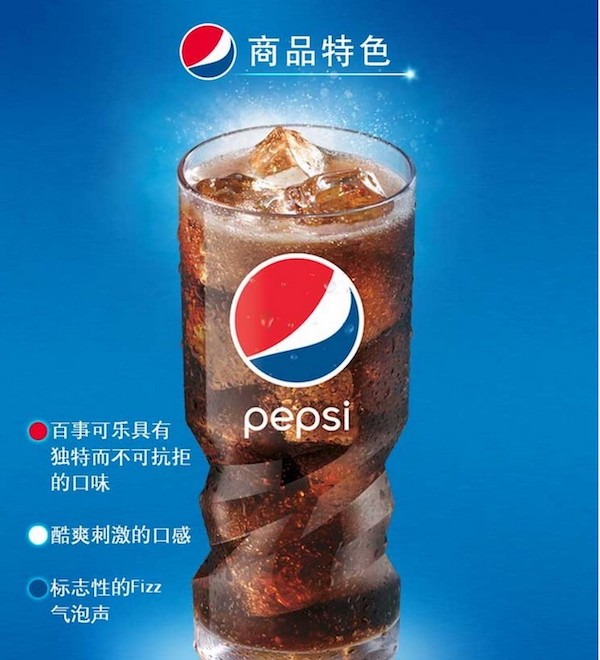 商品特色
pepsi
百事可乐具有
独特而不可抗拒
的口味
酷爽刺激的口感
标志性的Fizz
气泡声